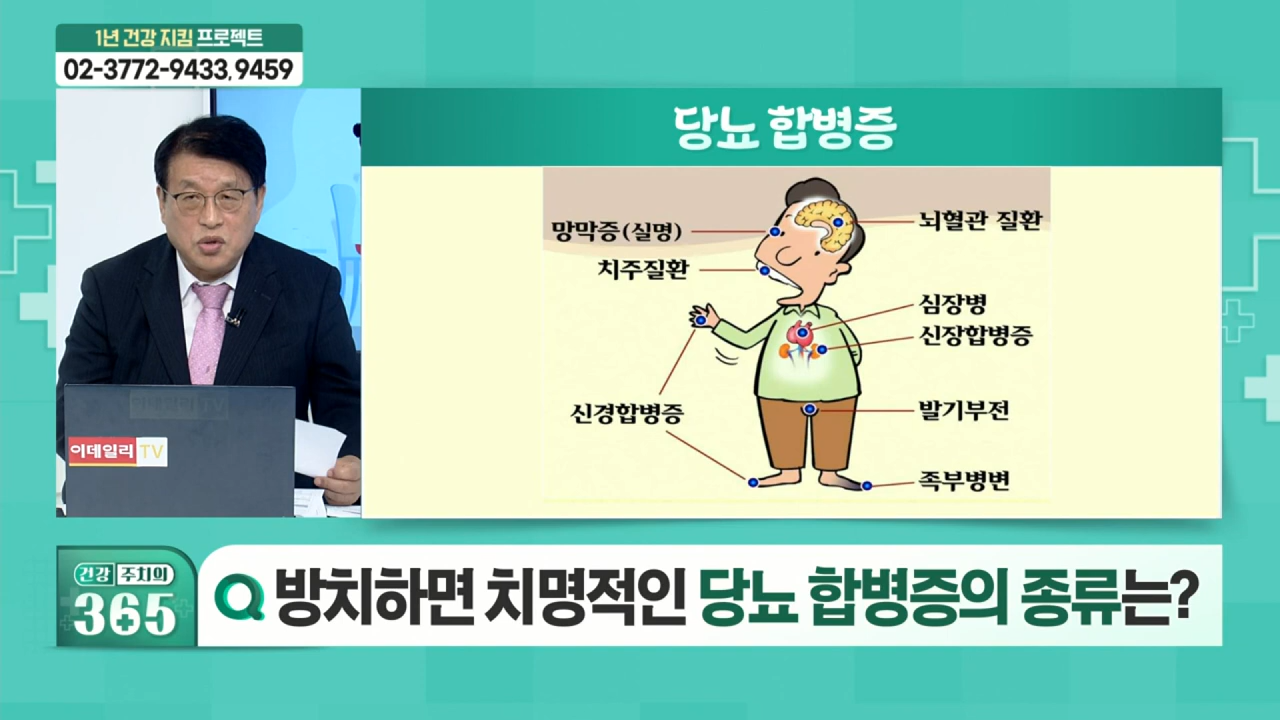 1년 건강 지킴 프로젝트
02-3772-9433, 9459
당뇨 합병증
망막증(실명)
뇌혈관 질환
치주질환
심장병
신장합병증
신경합병증
발기부전
족부병변
이데일리TV
건강 주치의
365
Q 방치하면 치명적인 당뇨 합병증의 종류는?